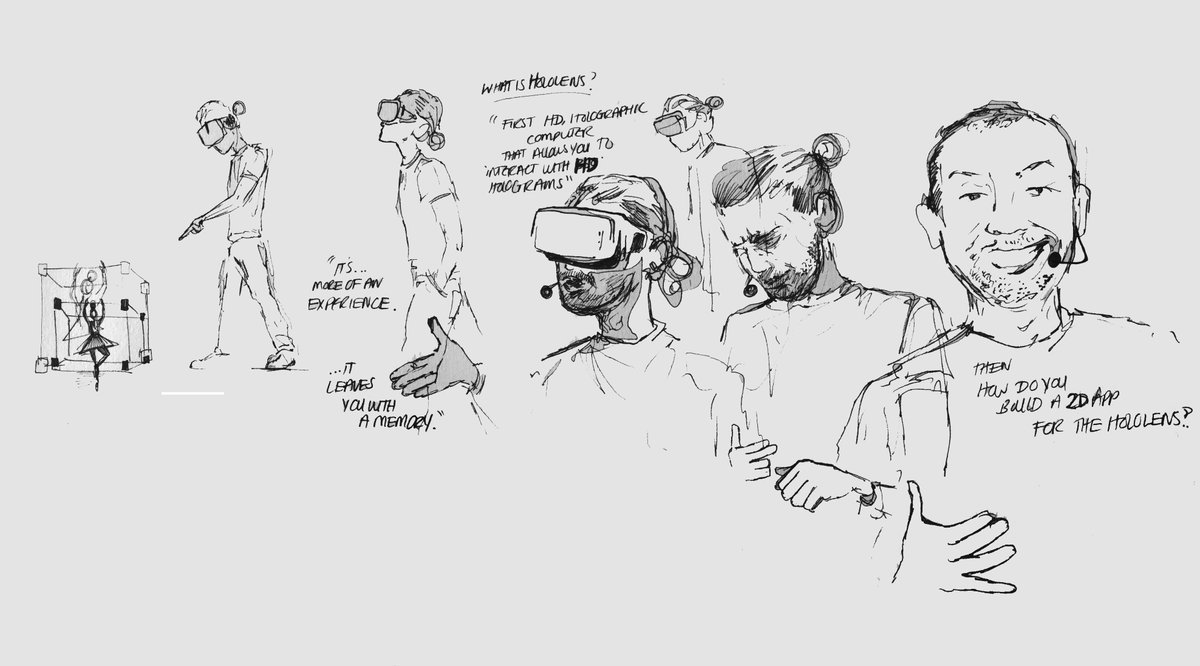 WHAT IS HOLOLENS?
"FIRST HD, HOLOGRAPHIC
COMPUTER
THAT ALLOWS YOU TO
INTERACT WITH HD
HOLOGRAMS"
"IT'S...
MORE OF AN
EXPERIENCE.
...IT
LEAVES
YOU WITH
A MEMORY."
THEN
HOW DO YOU
BUILD A 2D APP
FOR THE HOLOLENS?